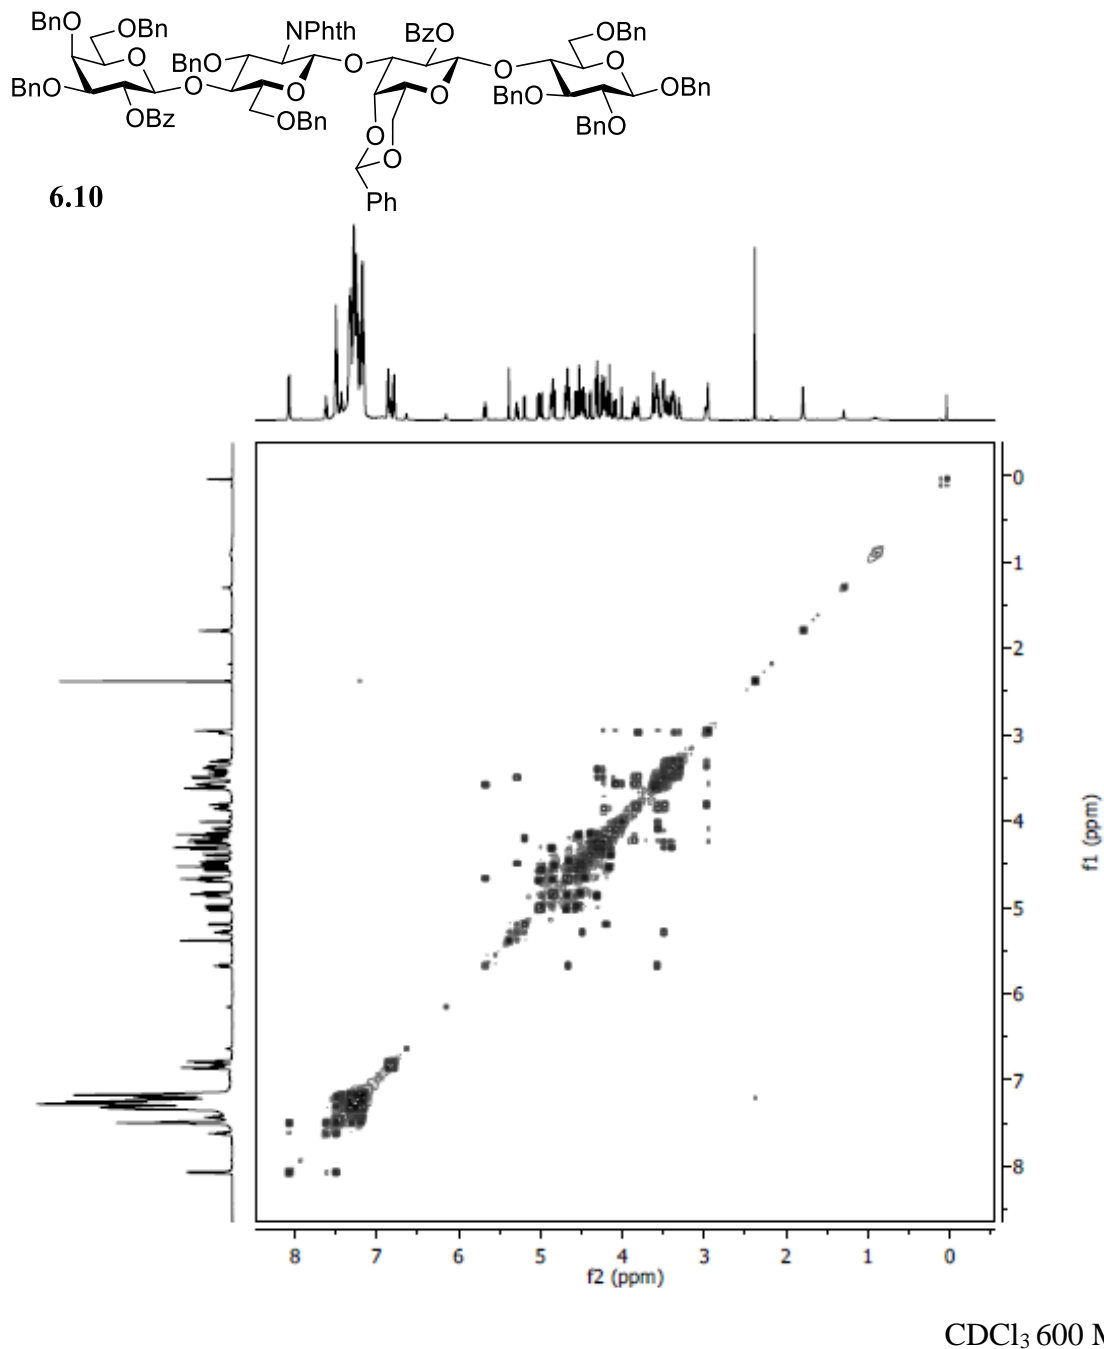 BnO
OBn
NPhth
BzO
OBn
BnO
O
BnO
O
O
O
O
O
BnO
O
OBz
O
OBn
O
BnO
OBn
BnO
O
O
Ph
6.10
0
1
2
3
4
5
6
7
8
f1 (ppm)
8 7 6 5 4 3 2 1 0
f2 (ppm)
CDCl3 600 M